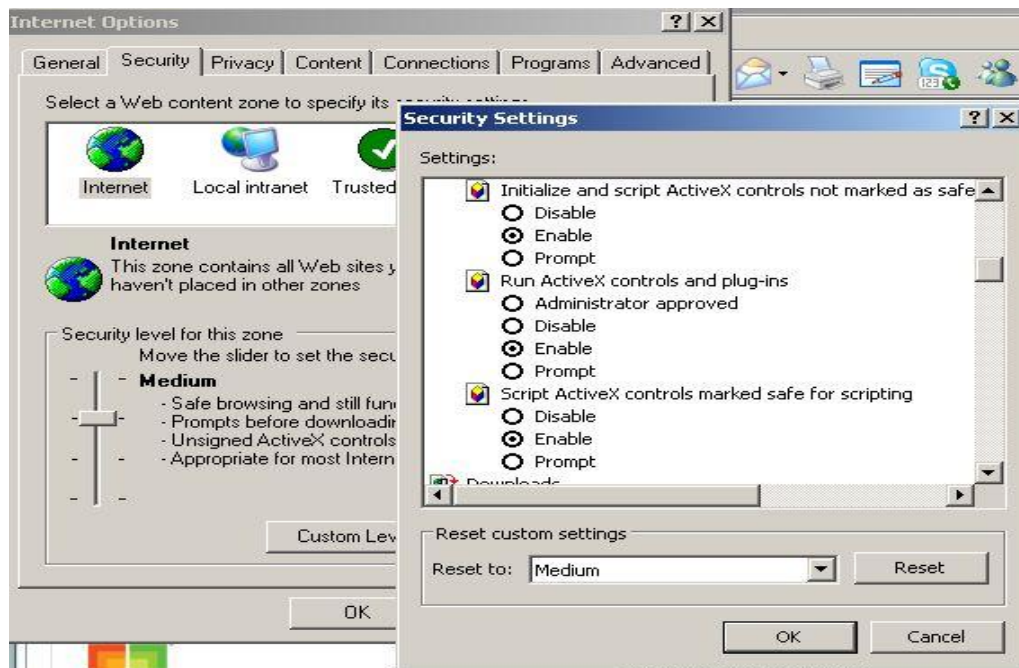 Internet Options
General Security Privacy Content Connections Programs Advanced
Select a Web content zone to specify its security settings
Internet Local intranet Trusted
Internet
This zone contains all Web sites y
haven't placed in other zones
Security level for this zone
Move the slider to set the secu
Medium
- Safe browsing and still fun
- Prompts before downloadin
- Unsigned ActiveX controls
- Appropriate for most Intern
Custom Lev
OK
Security Settings
Settings:
Initialize and script ActiveX controls not marked as safe
Disable
Enable
Prompt
Run ActiveX controls and plug-ins
Administrator approved
Disable
Enable
Prompt
Script ActiveX controls marked safe for scripting
Disable
Enable
Prompt
Downloads
Reset custom settings
Reset to: Medium Reset
OK Cancel